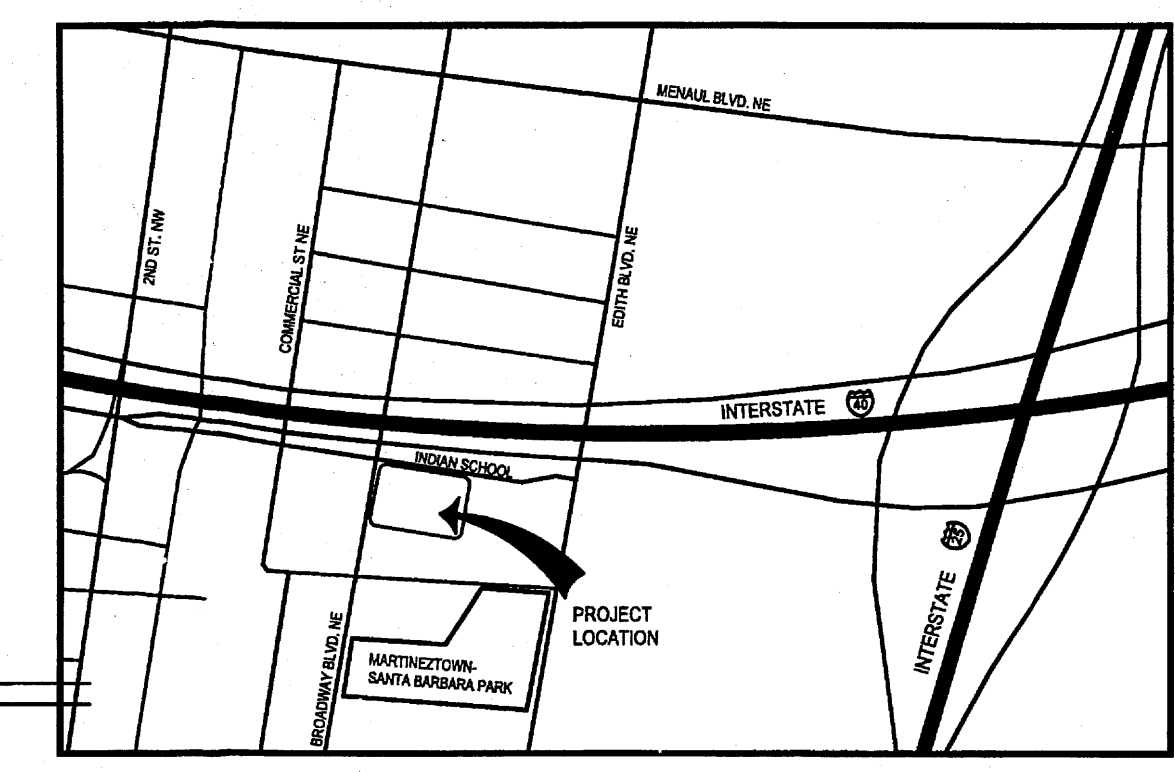 MENAUL BLVD. NE
2ND ST. NW
COMMERCIAL ST NE
EDITH BLVD. NE
INTERSTATE 40
INDIAN SCHOOL
INTERSTATE 25
PROJECT
LOCATION
BROADWAY BLVD. NE
MARTINEZTOWN-
SANTA BARBARA PARK